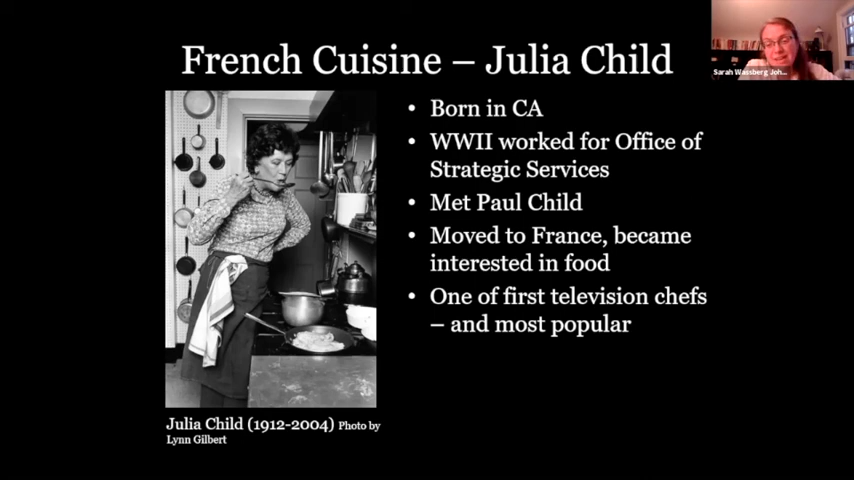 French Cuisine – Julia Child
Sarah Wassberg Joh...
• Born in CA
• WWII worked for Office of
Strategic Services
• Met Paul Child
• Moved to France, became
interested in food
• One of first television chefs
– and most popular
Julia Child (1912-2004) Photo by
Lynn Gilbert